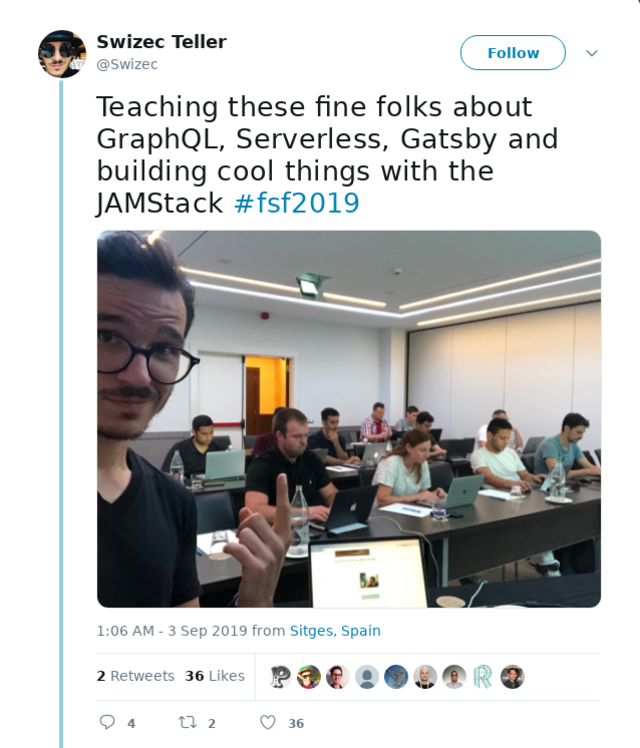 Swizec Teller
@Swizec
Follow
Teaching these fine folks about
GraphQL, Serverless, Gatsby and
building cool things with the
JAMStack #fsf2019
1:06 AM - 3 Sep 2019 from Sitges, Spain
2 Retweets 36 Likes
4 2 36